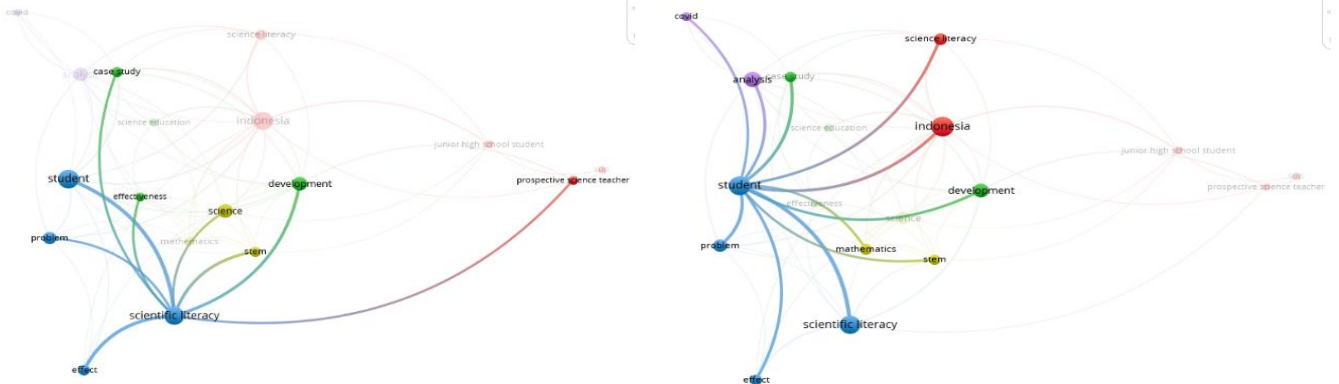 covid
science literacy
analysis
case study
science education
indonesia
junior high school student
student
development
prospective science teacher
effectiveness
science
problem
mathematics
stem
scientific literacy
effect
covid
science literacy
analysis
case study
science education
indonesia
junior high school student
student
development
prospective science teacher
effectiveness
science
problem
mathematics
stem
scientific literacy
effect